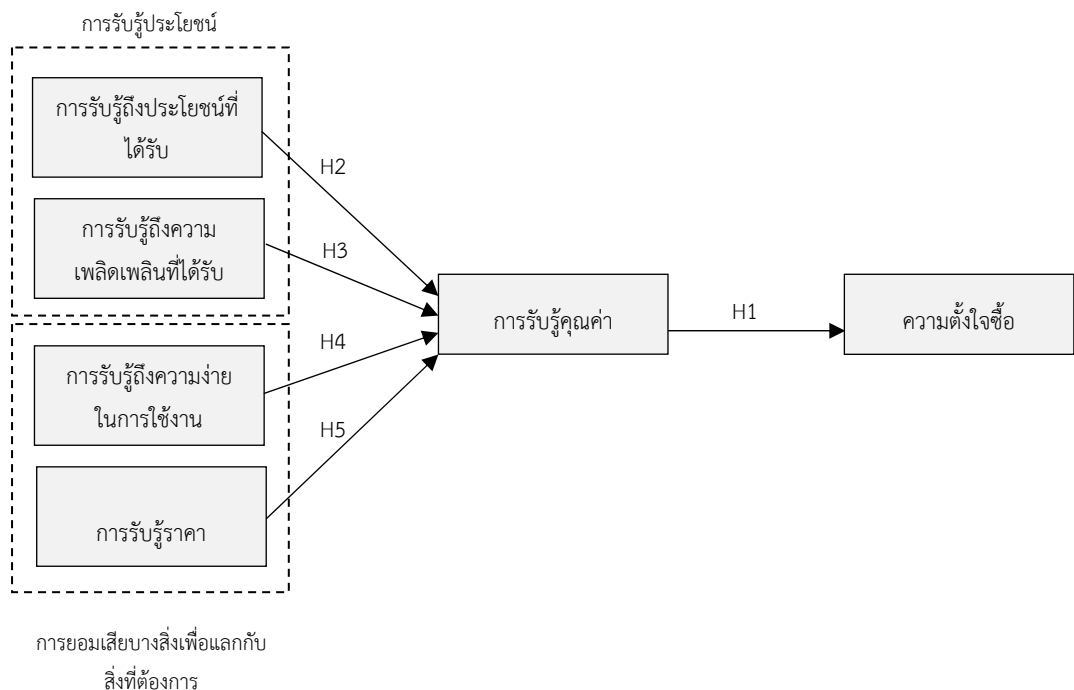 การรับรู้ประโยชน์
การรับรู้ถึงประโยชน์ที่
ได้รับ
H2
การรับรู้ถึงความ
เพลิดเพลินที่ได้รับ
H3
การรับรู้คุณค่า
H1
ความตั้งใจซื้อ
H4
การรับรู้ถึงความง่าย
ในการใช้งาน
H5
การรับรู้ราคา
การยอมเสียบางสิ่งเพื่อแลกกับ
สิ่งที่ต้องการ